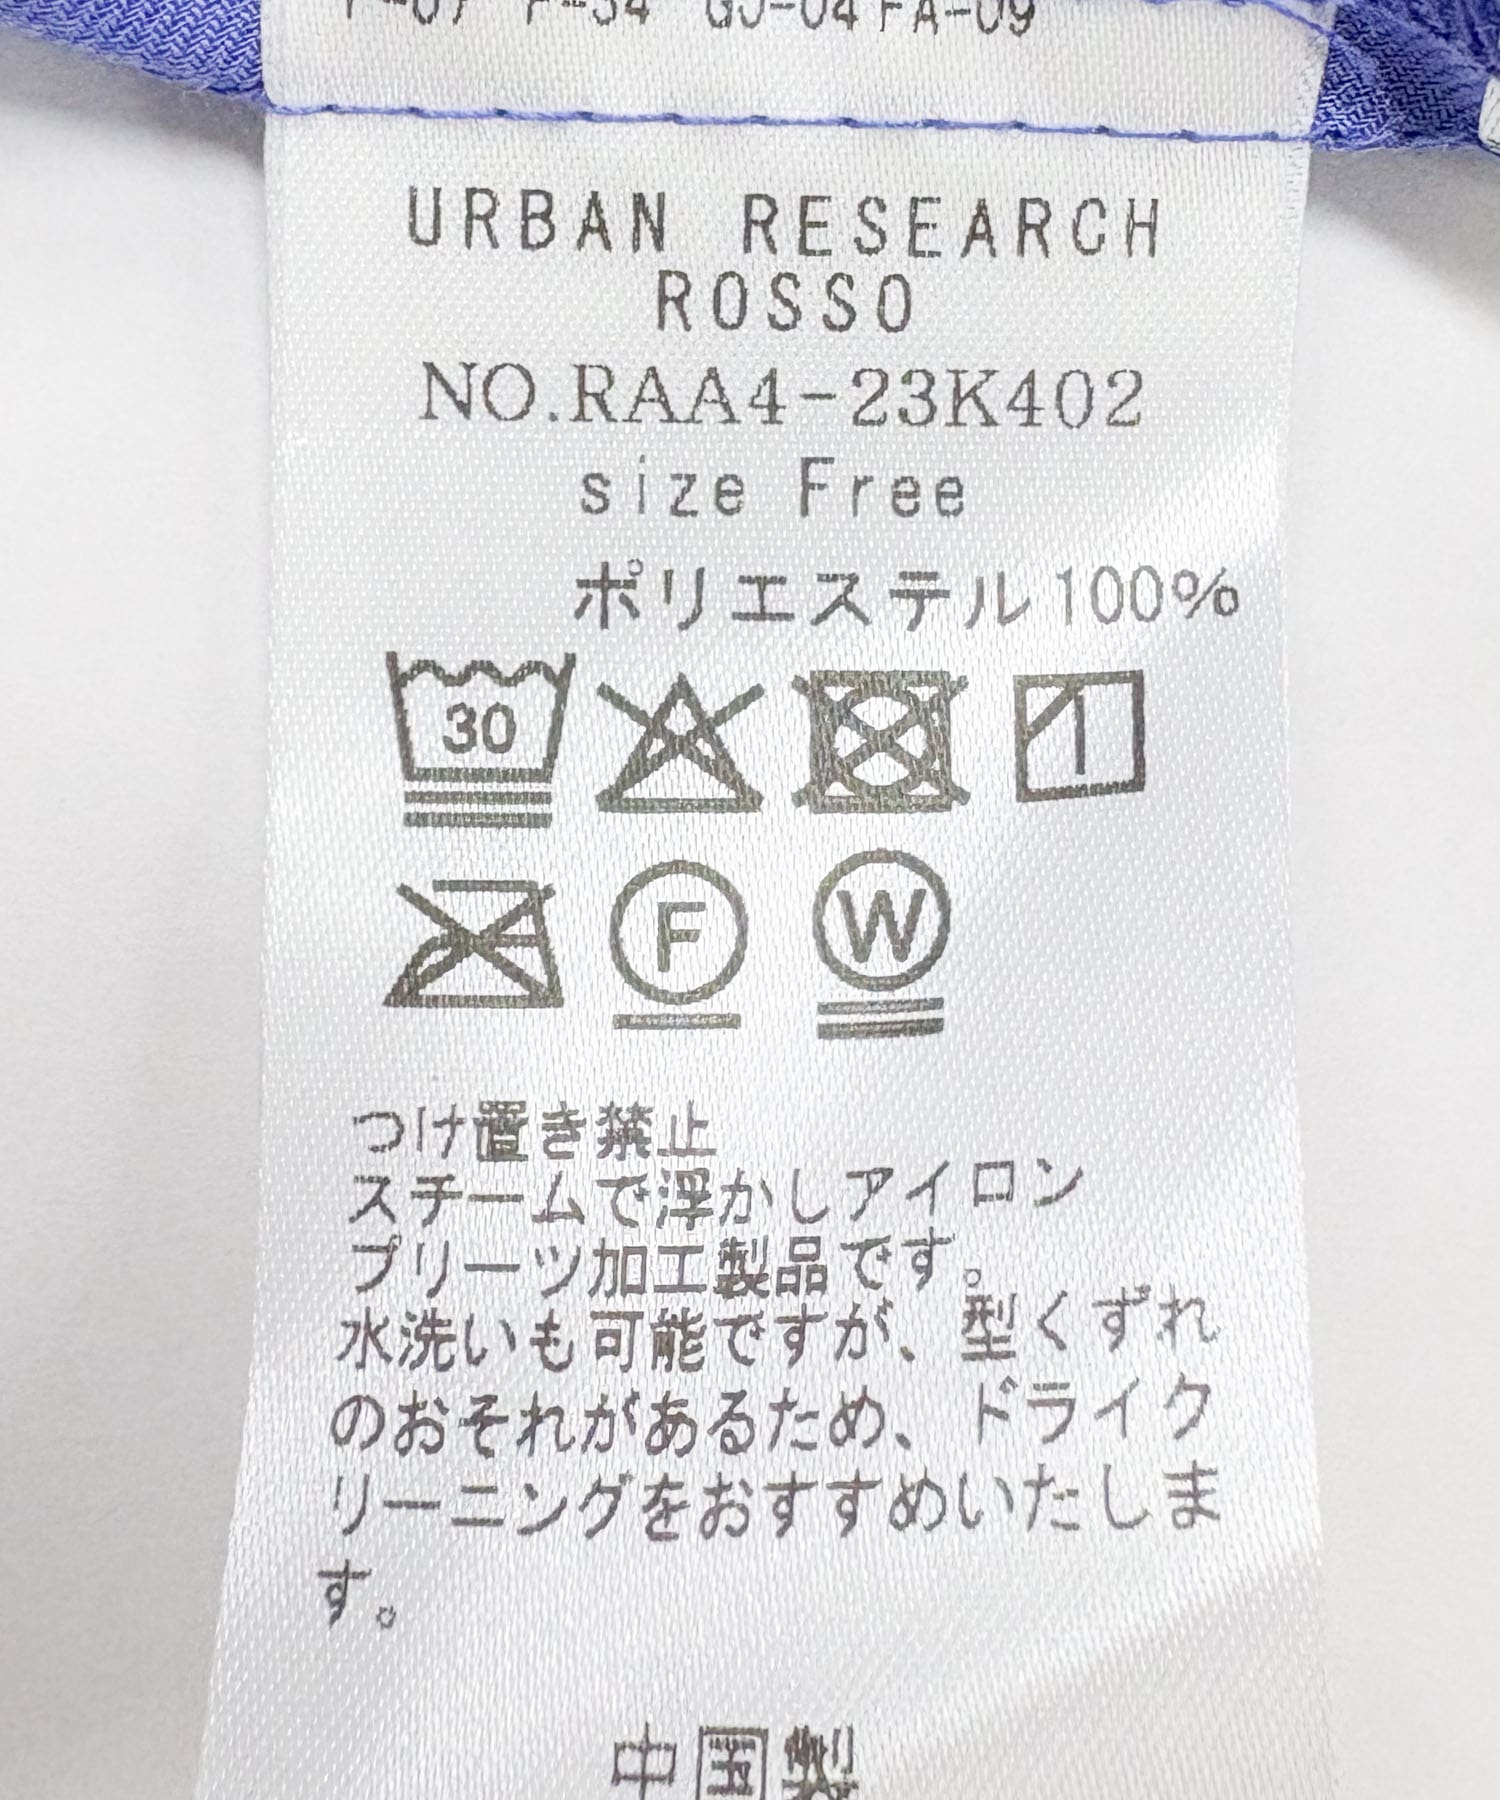 URBAN RESEARCH
ROSSO
NO.RAA4-23K402
size Free
ポリエステル100%
30
F
W
つけ置き禁止
スチームで浮かしアイロン
プリーツ加工製品です。
水洗いも可能ですが、型くずれ
のおそれがあるため、ドライク
リーニングをおすすめいたしま
す。
中国製